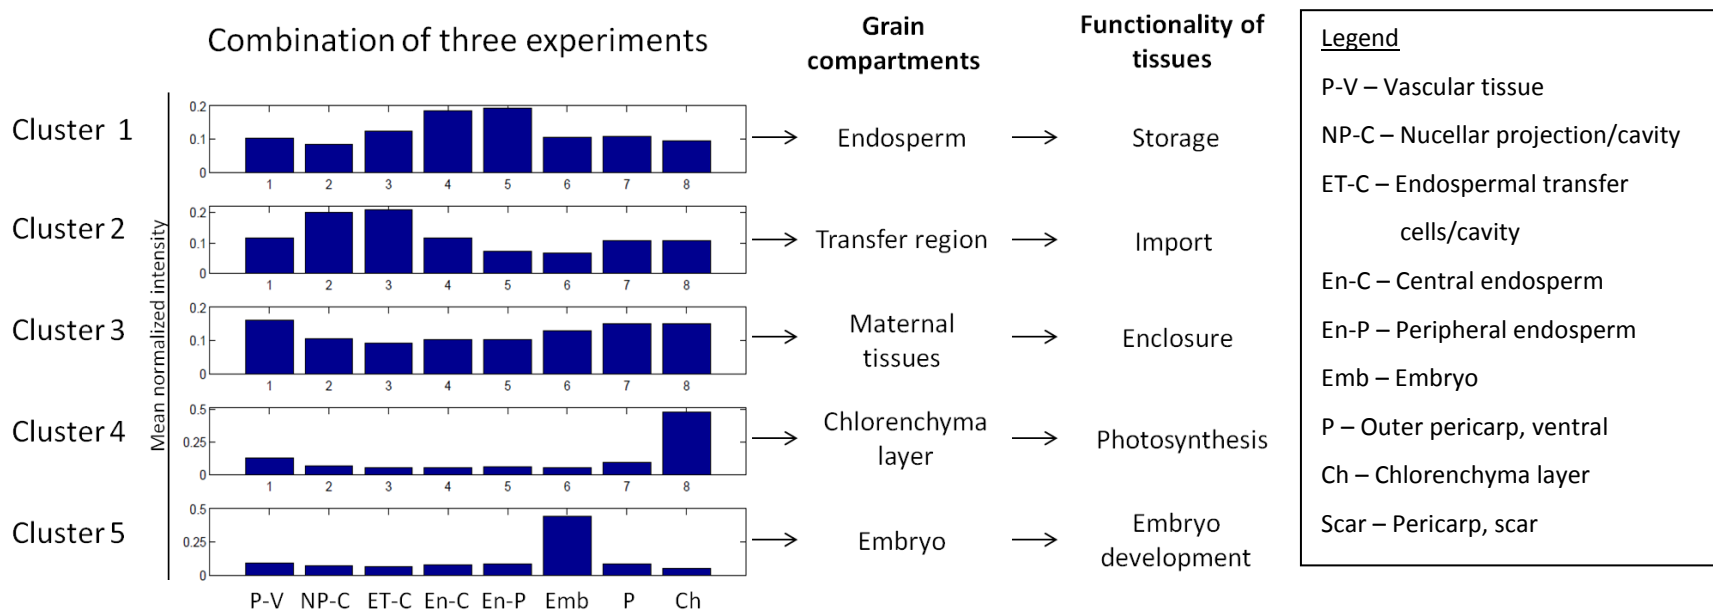 Combination of three experiments
Grain
compartments
Functionality of
tissues
Mean normalized intensity
Cluster 1
0.2
0.1
0
1 2 3 4 5 6 7 8
Endosperm
Storage
Cluster 2
0.2
0.1
0
1 2 3 4 5 6 7 8
Transfer region
Import
Cluster 3
0.2
0.1
0
1 2 3 4 5 6 7 8
Maternal
tissues
Enclosure
Cluster 4
0.5
0.25
0
1 2 3 4 5 6 7 8
Chlorenchyma
layer
Photosynthesis
Cluster 5
0.5
0.25
0
P-V NP-C ET-C En-C En-P Emb P Ch
Embryo
Embryo
development
Legend
P-V – Vascular tissue
NP-C – Nucellar projection/cavity
ET-C – Endospermal transfer
cells/cavity
En-C – Central endosperm
En-P – Peripheral endosperm
Emb – Embryo
P – Outer pericarp, ventral
Ch – Chlorenchyma layer
Scar – Pericarp, scar